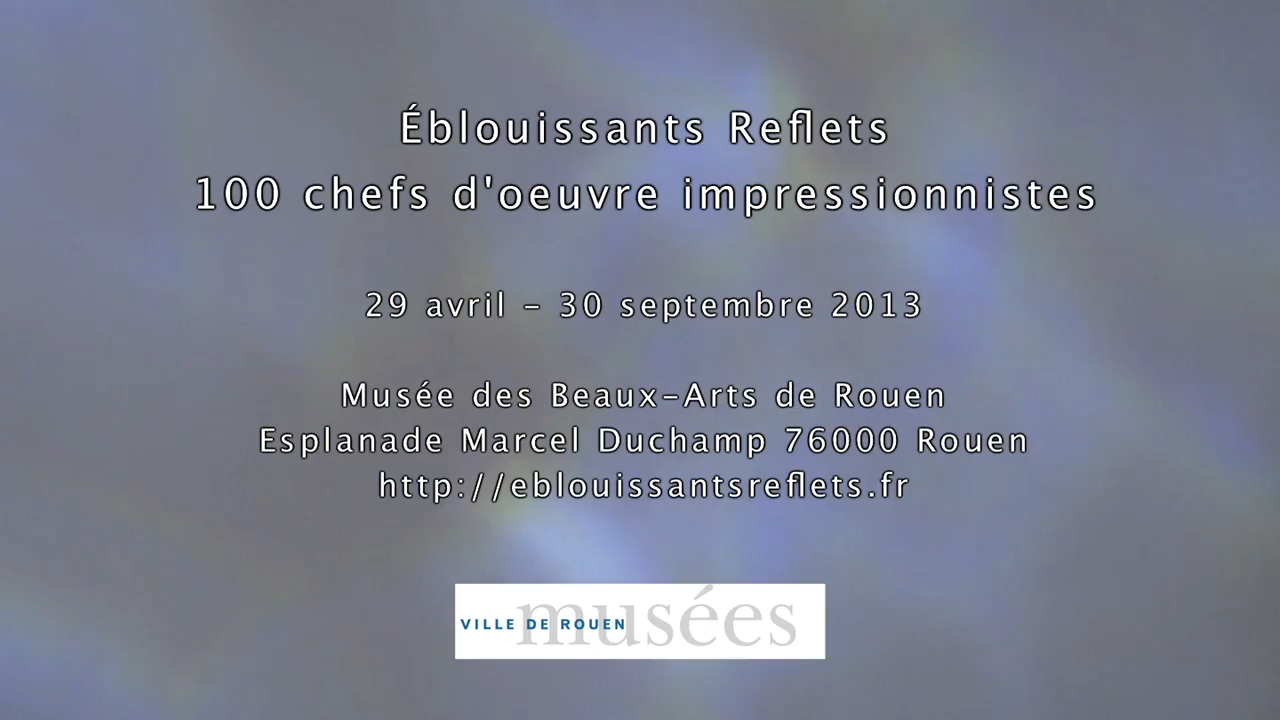 Éblouissants Reflets
100 chefs d'oeuvre impressionnistes
29 avril – 30 septembre 2013
Musée des Beaux–Arts de Rouen
Esplanade Marcel Duchamp 76000 Rouen
http://eblouissantsreflets.fr
VILLE DE ROUEN musées